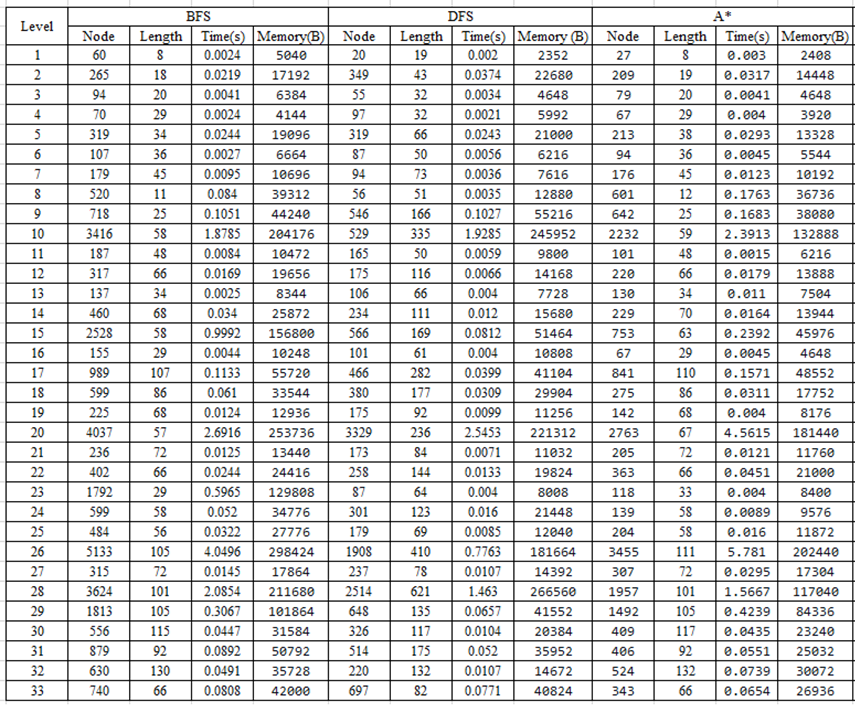 Level BFS DFS A*
Node Length Time(s) Memory(B) Node Length Time(s) Memory (B) Node Length Time(s) Memory(B)
1 60 8 0.0024 5040 20 19 0.002 2352 27 8 0.003 2408
2 265 18 0.0219 17192 349 43 0.0374 22680 209 19 0.0317 14448
3 94 20 0.0041 6384 55 32 0.0034 4648 79 20 0.0041 4648
4 70 29 0.0024 4144 97 32 0.0021 5992 67 29 0.004 3920
5 319 34 0.0244 19096 319 66 0.0243 21000 213 38 0.0293 13328
6 107 36 0.0027 6664 87 50 0.0056 6216 94 36 0.0045 5544
7 179 45 0.0095 10696 94 73 0.0036 7616 176 45 0.0123 10192
8 520 11 0.084 39312 56 51 0.0035 12880 601 12 0.1763 36736
9 718 25 0.1051 44240 546 166 0.1027 55216 642 25 0.1683 38080
10 3416 58 1.8785 204176 529 335 1.9285 245952 2232 59 2.3913 132888
11 187 48 0.0084 10472 165 50 0.0059 9800 101 48 0.0015 6216
12 317 66 0.0169 19656 175 116 0.0066 14168 220 66 0.0179 13888
13 137 34 0.0025 8344 106 66 0.004 7728 130 34 0.011 7504
14 460 68 0.034 25872 234 111 0.012 15680 229 70 0.0164 13944
15 2528 58 0.9992 156800 566 169 0.0812 51464 753 63 0.2392 45976
16 155 29 0.0044 10248 101 61 0.004 10808 67 29 0.0045 4648
17 989 107 0.1133 55720 466 282 0.0399 41104 841 110 0.1571 48552
18 599 86 0.061 33544 380 177 0.0309 29904 275 86 0.0311 17752
19 225 68 0.0124 12936 175 92 0.0099 11256 142 68 0.004 8176
20 4037 57 2.6916 253736 3329 236 2.5453 221312 2763 67 4.5615 181440
21 236 72 0.0125 13440 173 84 0.0071 11032 205 72 0.0121 11760
22 402 66 0.0244 24416 258 144 0.0133 19824 363 66 0.0451 21000
23 1792 29 0.5965 129808 87 64 0.004 8008 118 33 0.004 8400
24 599 58 0.052 34776 301 123 0.016 21448 139 58 0.0089 9576
25 484 56 0.0322 27776 179 69 0.0085 12040 204 58 0.016 11872
26 5133 105 4.0496 298424 1908 410 0.7763 181664 3455 111 5.781 202440
27 315 72 0.0145 17864 237 78 0.0107 14392 307 72 0.0295 17304
28 3624 101 2.0854 211680 2514 621 1.463 266560 1957 101 1.5667 117040
29 1813 105 0.3067 101864 648 135 0.0657 41552 1492 105 0.4239 84336
30 556 115 0.0447 31584 326 117 0.0104 20384 409 117 0.0435 23240
31 879 92 0.0892 50792 514 175 0.052 35952 406 92 0.0551 25032
32 630 130 0.0491 35728 220 132 0.0107 14672 524 132 0.0739 30072
33 740 66 0.0808 42000 697 82 0.0771 40824 343 66 0.0654 26936